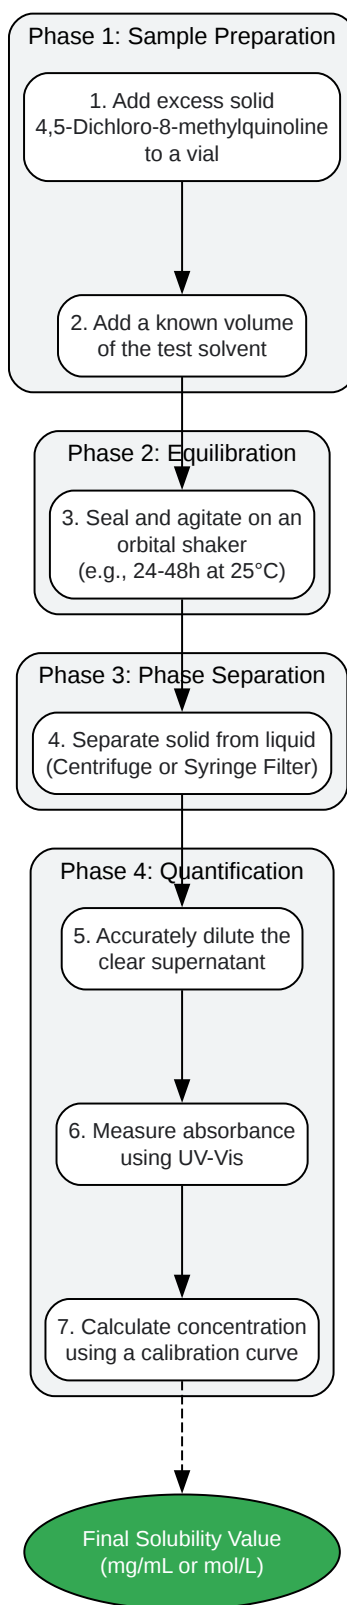 Phase 1: Sample Preparation
1. Add excess solid
4,5-Dichloro-8-methylquinoline
to a vial
2. Add a known volume
of the test solvent
Phase 2: Equilibration
3. Seal and agitate on an
orbital shaker
(e.g., 24-48h at 25°C)
Phase 3: Phase Separation
4. Separate solid from liquid
(Centrifuge or Syringe Filter)
Phase 4: Quantification
5. Accurately dilute the
clear supernatant
6. Measure absorbance
using UV-Vis
7. Calculate concentration
using a calibration curve
Final Solubility Value
(mg/mL or mol/L)